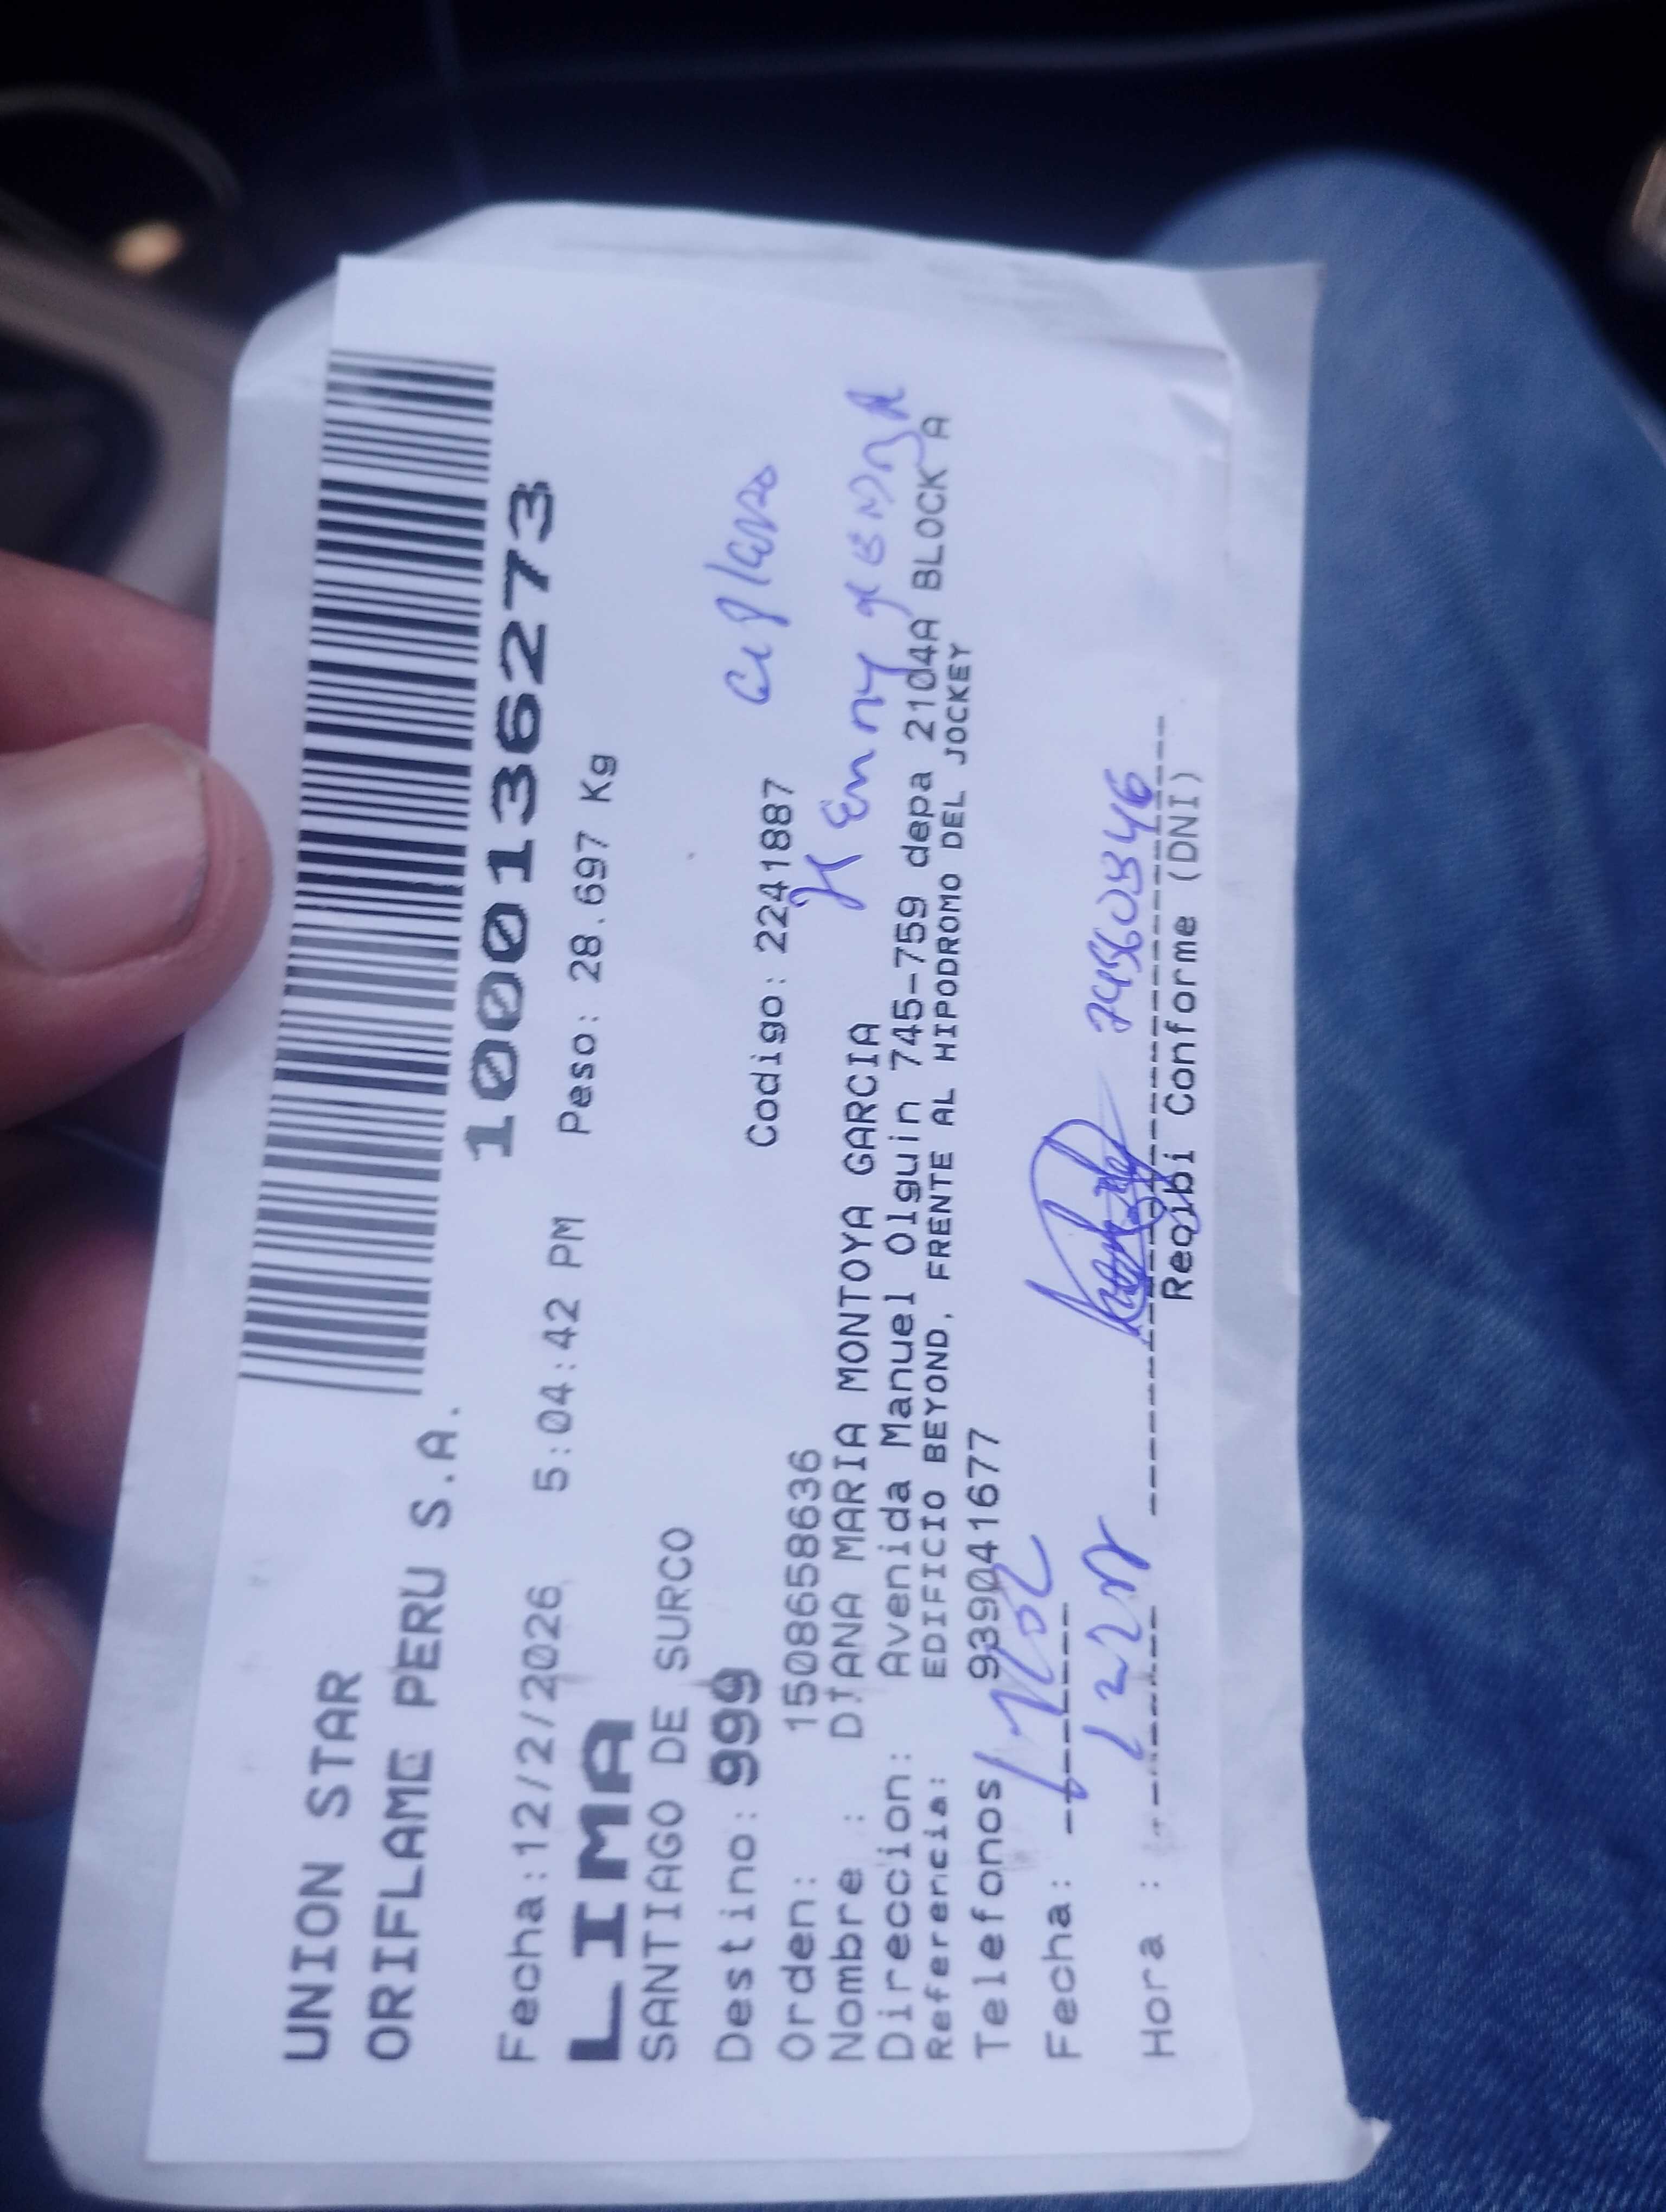 UNION STAR
ORIFLAME PERU S.A.
1000136273
Fecha:12/2/2026 5:04:42 PM Peso: 28.697 Kg
LIMA
SANTIAGO DE SURCO
Destino: 999
Orden: 1508658636 Codigo: 2241887
Nombre : DIANA MARIA MONTOYA GARCIA
Direccion: Avenida Manuel Olguin 745-759 depa 2104A BLOCK A
Referencia: EDIFICIO BEYOND, FRENTE AL HIPODROMO DEL JOCKEY
Telefonos 939041677
Fecha:
Hora :
Recibi Conforme (DNI)